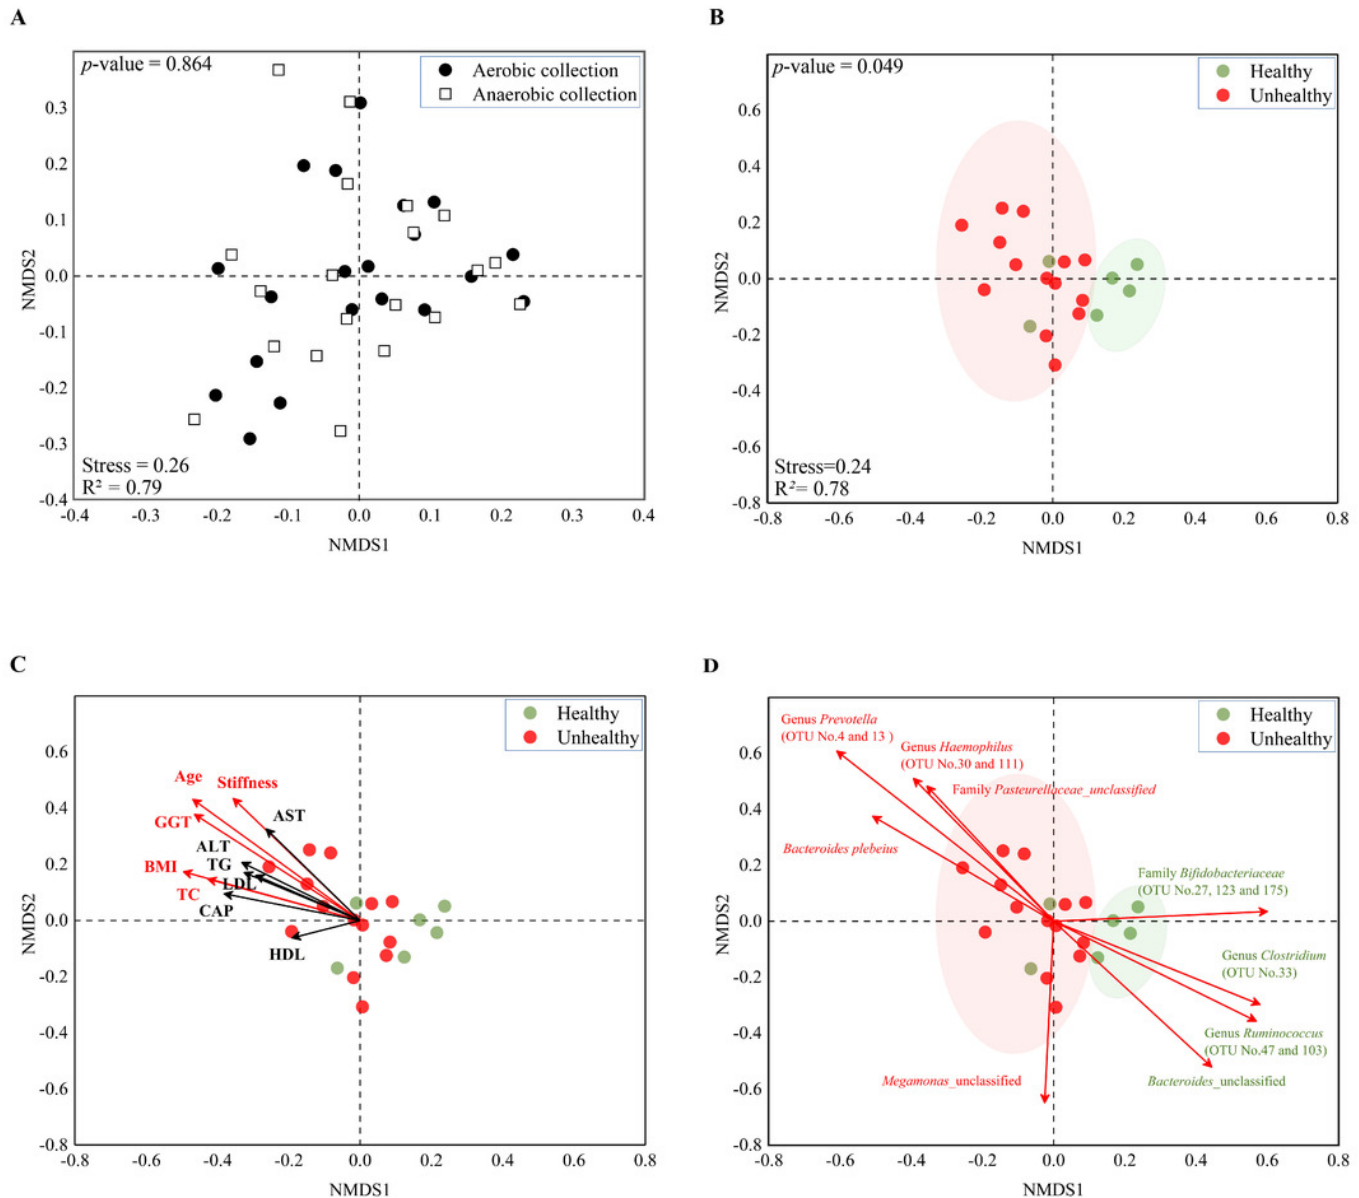 A
p-value = 0.864
Aerobic collection
Anaerobic collection
0.3
0.2
0.1
0.0
-0.1
-0.2
-0.3
-0.4
NMDS2
Stress = 0.26
R² = 0.79
-0.4 -0.3 -0.2 -0.1 0.0 0.1 0.2 0.3 0.4
NMDS1
B
p-value = 0.049
Healthy
Unhealthy
0.6
0.4
0.2
0.0
-0.2
-0.4
-0.6
-0.8
NMDS2
Stress=0.24
R²= 0.78
-0.8 -0.6 -0.4 -0.2 0.0 0.2 0.4 0.6 0.8
NMDS1
C
Healthy
Unhealthy
0.6
0.4
0.2
0.0
-0.2
-0.4
-0.6
-0.8
NMDS2
Age
Stiffness
AST
GGT
ALT
TG
BMI
LDL
TC
CAP
HDL
-0.8 -0.6 -0.4 -0.2 0.0 0.2 0.4 0.6 0.8
NMDS1
D
Healthy
Unhealthy
0.6
0.4
0.2
0.0
-0.2
-0.4
-0.6
-0.8
NMDS2
Genus Prevotella
(OTU No.4 and 13 )
Genus Haemophilus
(OTU No.30 and 111)
Family Pasteurellaceae_unclassified
Bacteroides plebeius
Family Bifidobacteriaceae
(OTU No.27, 123 and 175)
Genus Clostridium
(OTU No.33)
Genus Ruminococcus
(OTU No.47 and 103)
Megamonas_unclassified
Bacteroides_unclassified
-0.8 -0.6 -0.4 -0.2 0.0 0.2 0.4 0.6 0.8
NMDS1